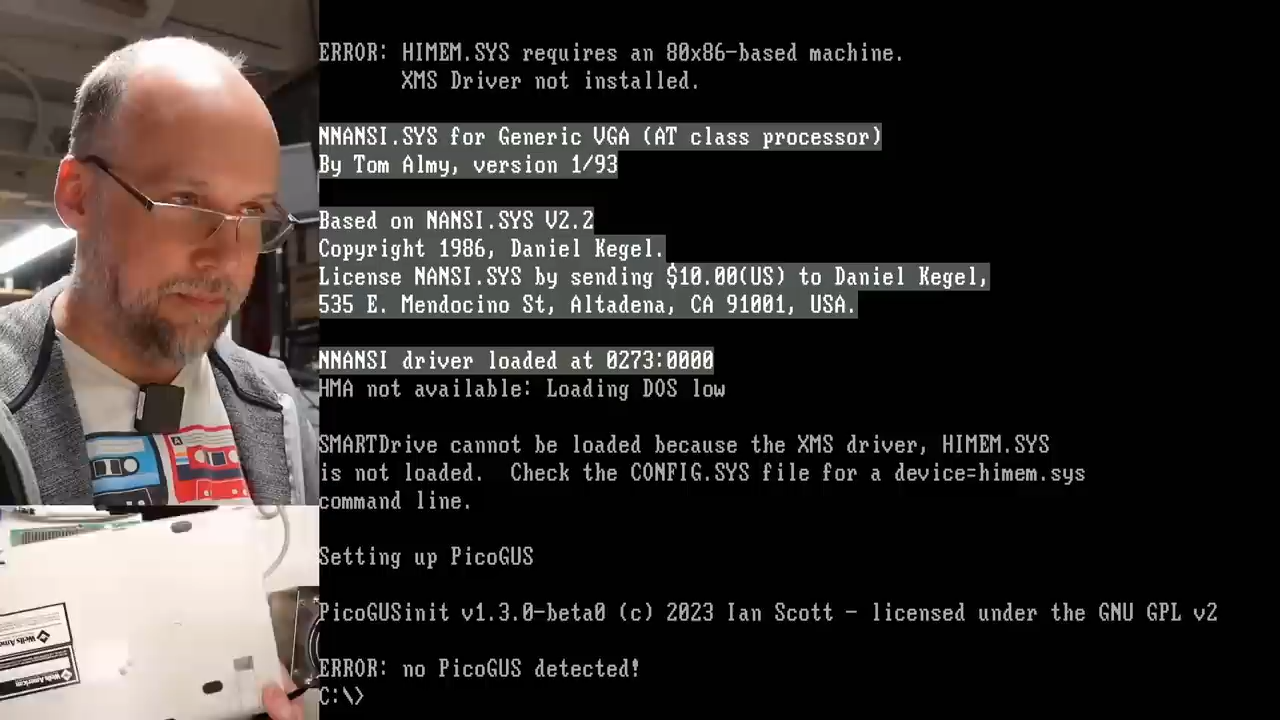 ERROR: HIMEM.SYS requires an 80x86-based machine.
XMS Driver not installed.
NNANSI.SYS for Generic VGA (AT class processor)
By Tom Almy, version 1/93
Based on NANSI.SYS V2.2
Copyright 1986, Daniel Kegel.
License NANSI.SYS by sending $10.00(US) to Daniel Kegel,
535 E. Mendocino St, Altadena, CA 91001, USA.
NNANSI driver loaded at 0273:0000
HMA not available: Loading DOS low
SMARTDrive cannot be loaded because the XMS driver, HIMEM.SYS
is not loaded.  Check the CONFIG.SYS file for a device=himem.sys
command line.
Setting up PicoGUS
PicoGUSinit v1.3.0-beta0 (c) 2023 Ian Scott - licensed under the GNU GPL v2
ERROR: no PicoGUS detected!
C:\>
A
Wells American